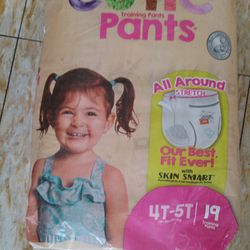 Training Pants
Pants
All Around
STRETCH
Our Best
Fit Ever!
with
SKIN SMART
4T-5T
19